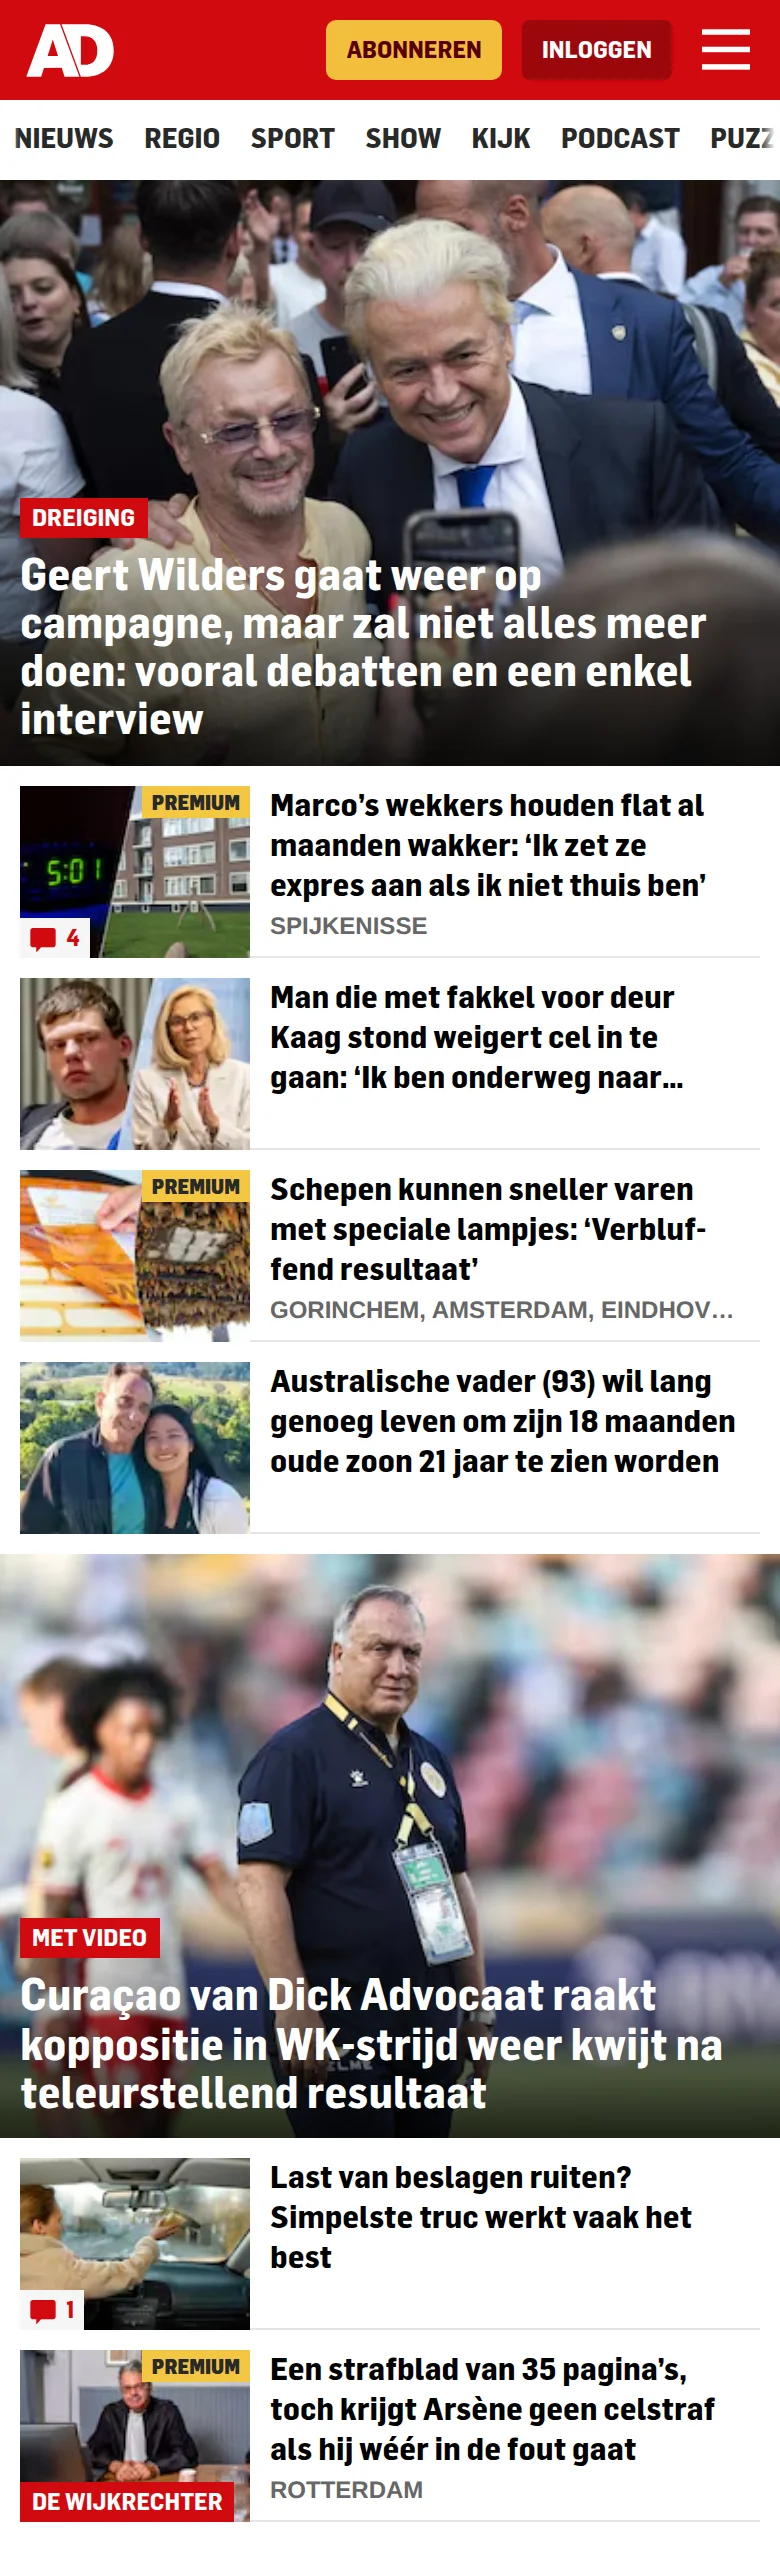 AD
ABONNEREN
INLOGGEN
NIEUWS REGIO SPORT SHOW KIJK PODCAST PUZZ
DREIGING
Geert Wilders gaat weer op
campagne, maar zal niet alles meer
doen: vooral debatten en een enkel
interview
PREMIUM
5:01
4
Marco’s wekkers houden flat al
maanden wakker: ‘Ik zet ze
expres aan als ik niet thuis ben’
SPIJKENISSE
Man die met fakkel voor deur
Kaag stond weigert cel in te
gaan: ‘Ik ben onderweg naar...
PREMIUM
Schepen kunnen sneller varen
met speciale lampjes: ‘Verbluf-
fend resultaat’
GORINCHEM, AMSTERDAM, EINDHOV...
Australische vader (93) wil lang
genoeg leven om zijn 18 maanden
oude zoon 21 jaar te zien worden
MET VIDEO
Curaçao van Dick Advocaat raakt
koppositie in WK-strijd weer kwijt na
teleurstellend resultaat
1
Last van beslagen ruiten?
Simpelste truc werkt vaak het
best
PREMIUM
DE WIJKRECHTER
Een strafblad van 35 pagina’s,
toch krijgt Arsène geen celstraf
als hij wéér in de fout gaat
ROTTERDAM